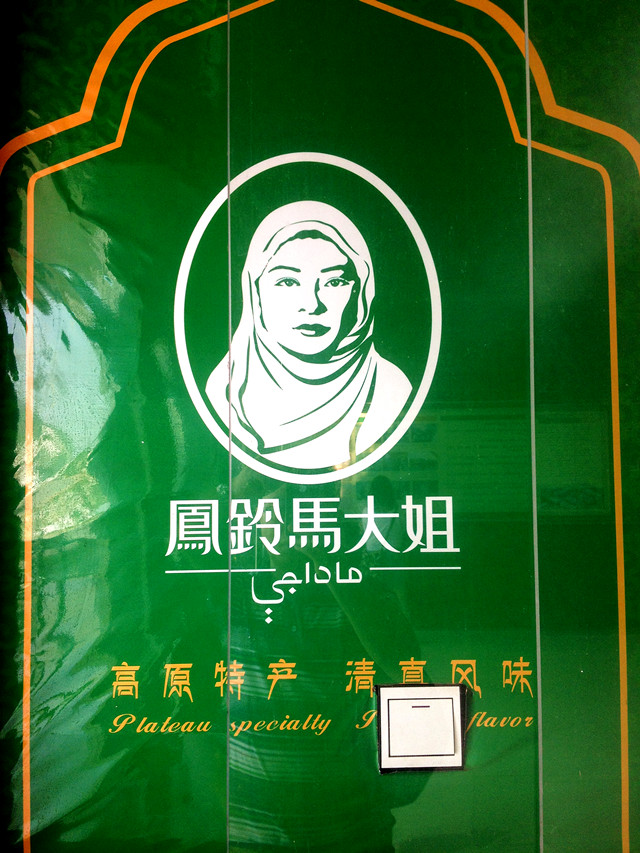 鳳鈴馬大姐
ماداجي
高原特产 清真风味
Plateau specialty flavor